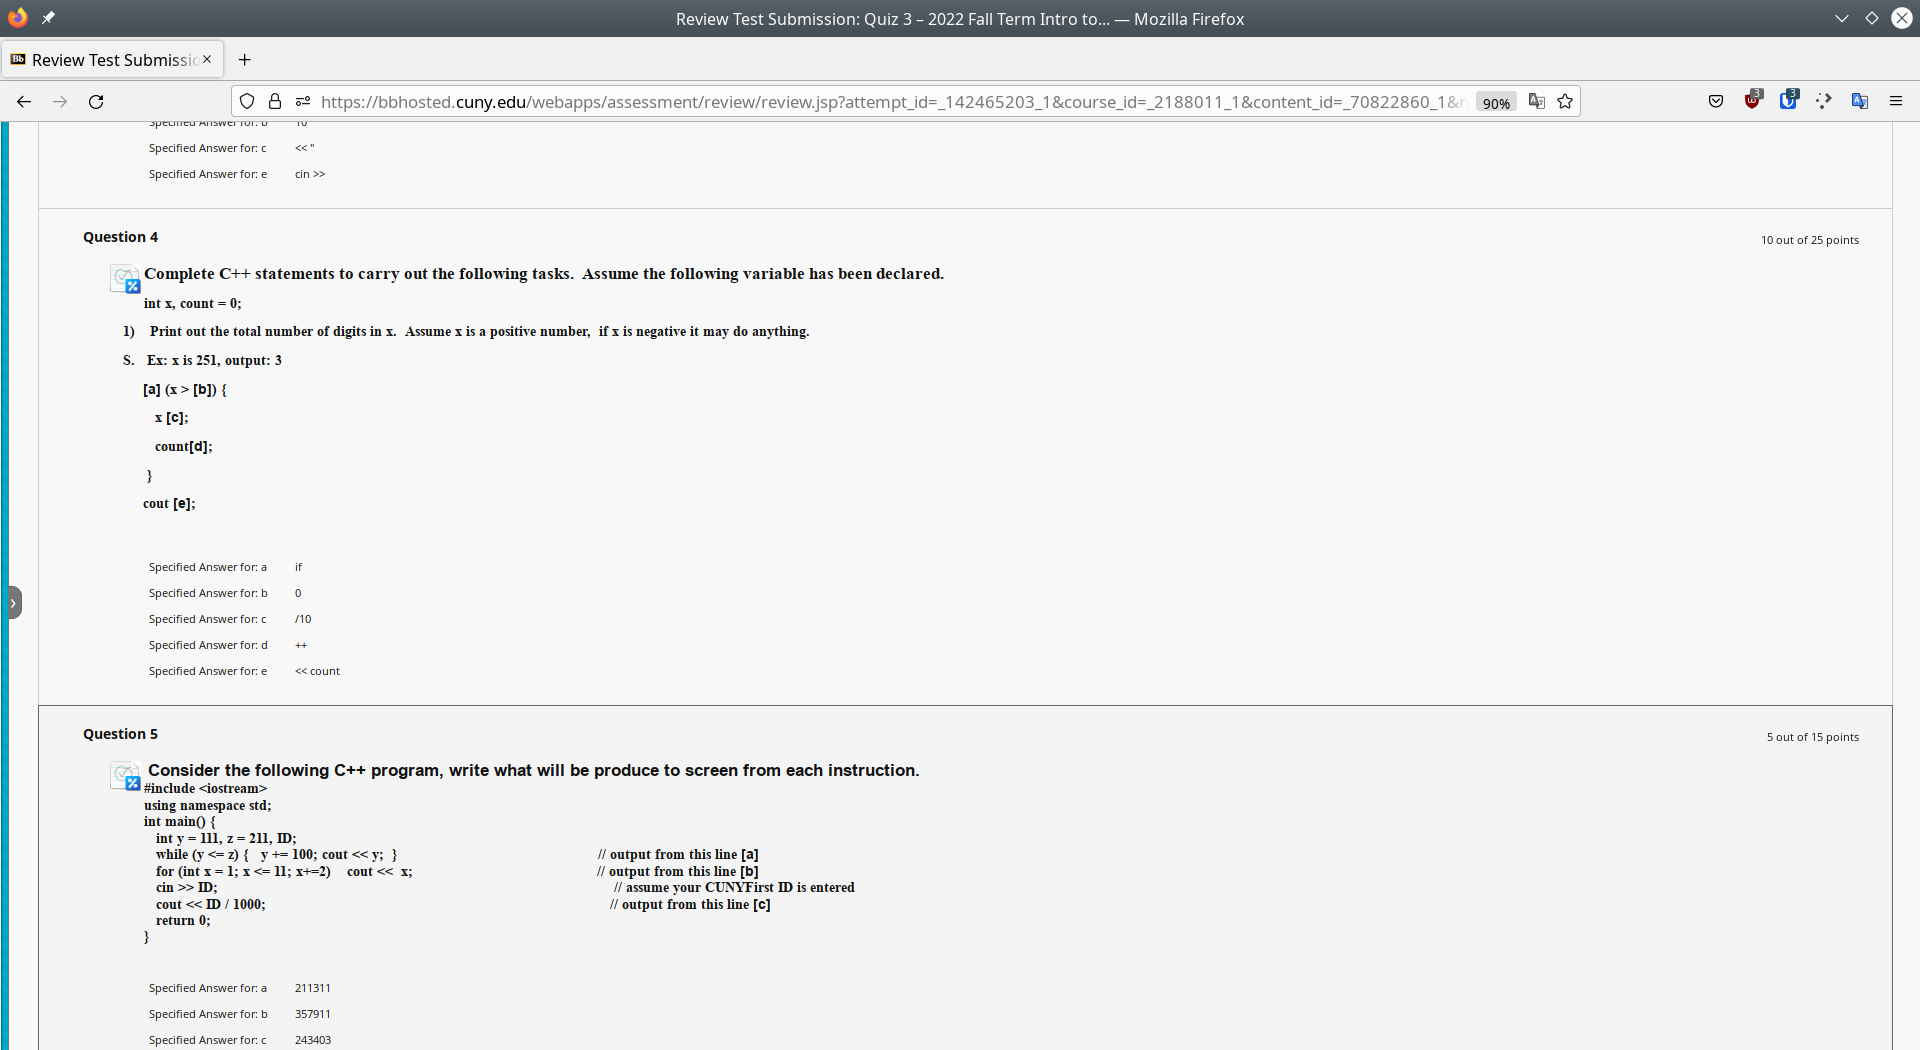 Review Test Submission: Quiz 3 – 2022 Fall Term Intro to... — Mozilla Firefox
Bb Review Test Submissio
https://bbhosted.cuny.edu/webapps/assessment/review/review.jsp?attempt_id=_142465203_1&course_id=_2188011_1&content_id=_70822860_1&r 90% 3 3
Specified Answer for: b 10
Specified Answer for: c << "
Specified Answer for: e cin >>
Question 4
10 out of 25 points
Complete C++ statements to carry out the following tasks. Assume the following variable has been declared.
int x, count = 0;
1) Print out the total number of digits in x. Assume x is a positive number, if x is negative it may do anything.
S. Ex: x is 251, output: 3
[a] (x > [b]) {
x [c];
count[d];
}
cout [e];
Specified Answer for: a if
Specified Answer for: b 0
Specified Answer for: c /10
Specified Answer for: d ++
Specified Answer for: e << count
Question 5
5 out of 15 points
Consider the following C++ program, write what will be produce to screen from each instruction.
#include <iostream>
using namespace std;
int main() {
int y = 111, z = 211, ID;
while (y <= z) { y += 100; cout << y; } // output from this line [a]
for (int x = 1; x <= 11; x+=2) cout << x; // output from this line [b]
cin >> ID; // assume your CUNYFirst ID is entered
cout << ID / 1000; // output from this line [c]
return 0;
}
Specified Answer for: a 211311
Specified Answer for: b 357911
Specified Answer for: c 243403